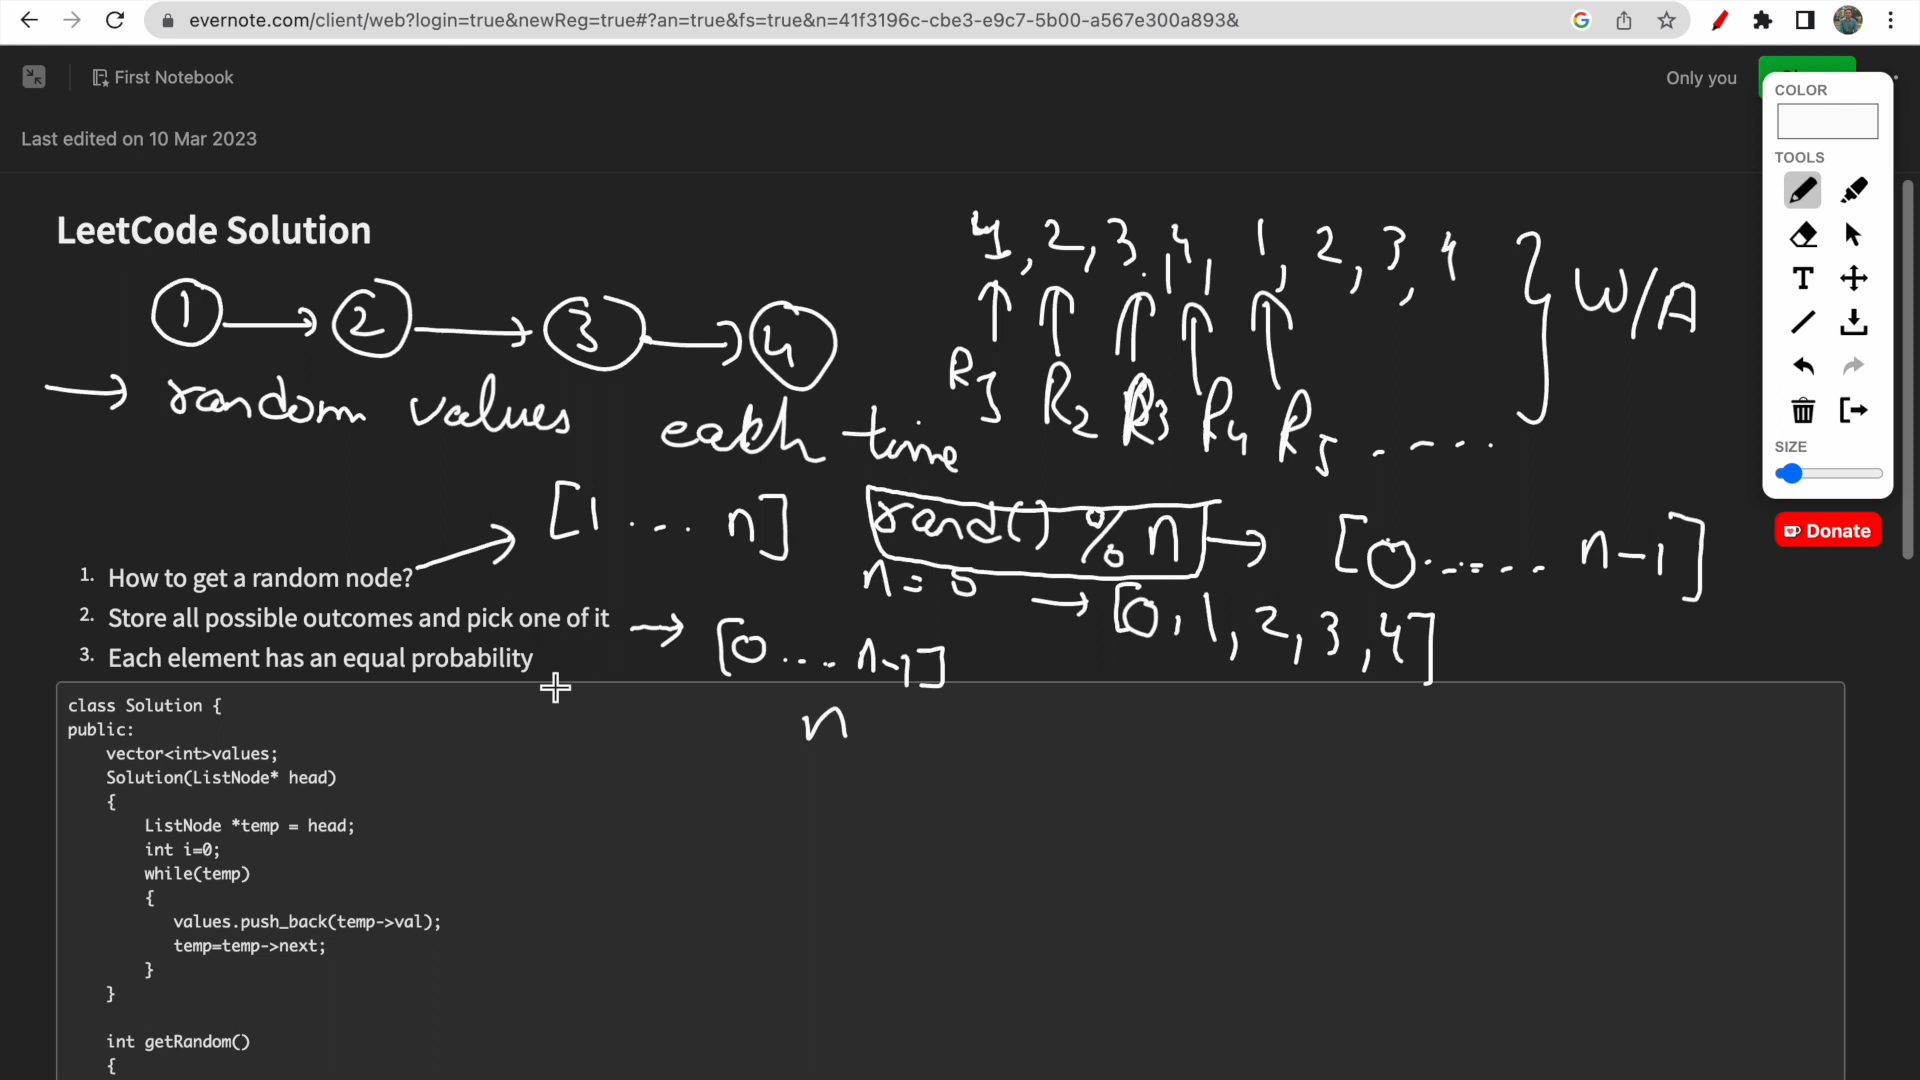 evernote.com/client/web?login=true&newReg=true#?an=true&fs=true&n=41f3196c-cbe3-e9c7-5b00-a567e300a893&
First Notebook
Only you
Last edited on 10 Mar 2023
COLOR
TOOLS
T
SIZE
Donate
LeetCode Solution
1, 2, 3, 4, 1, 2, 3, 4 } W/A
1 → 2 → 3 → 4
R2 R3 R4 R5 ....
→ random values each time
[1 ... n] rand() % n → [0 ...... n-1]
n = 5 → [0, 1, 2, 3, 4]
1. How to get a random node?
2. Store all possible outcomes and pick one of it → [0 ... n-1]
3. Each element has an equal probability
n
class Solution {
public:
vector<int>values;
Solution(ListNode* head)
{
ListNode *temp = head;
int i=0;
while(temp)
{
values.push_back(temp->val);
temp=temp->next;
}
}
int getRandom()
{